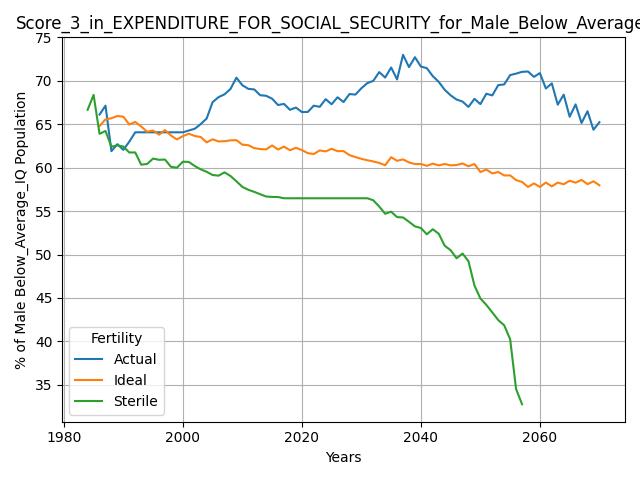 Score_3_in_EXPENDITURE_FOR_SOCIAL_SECURITY_for_Male_Below_Average
75
70
65
60
55
50
45
40
35
% of Male Below_Average_IQ Population
Fertility
Actual
Ideal
Sterile
1980
2000
2020
2040
2060
Years